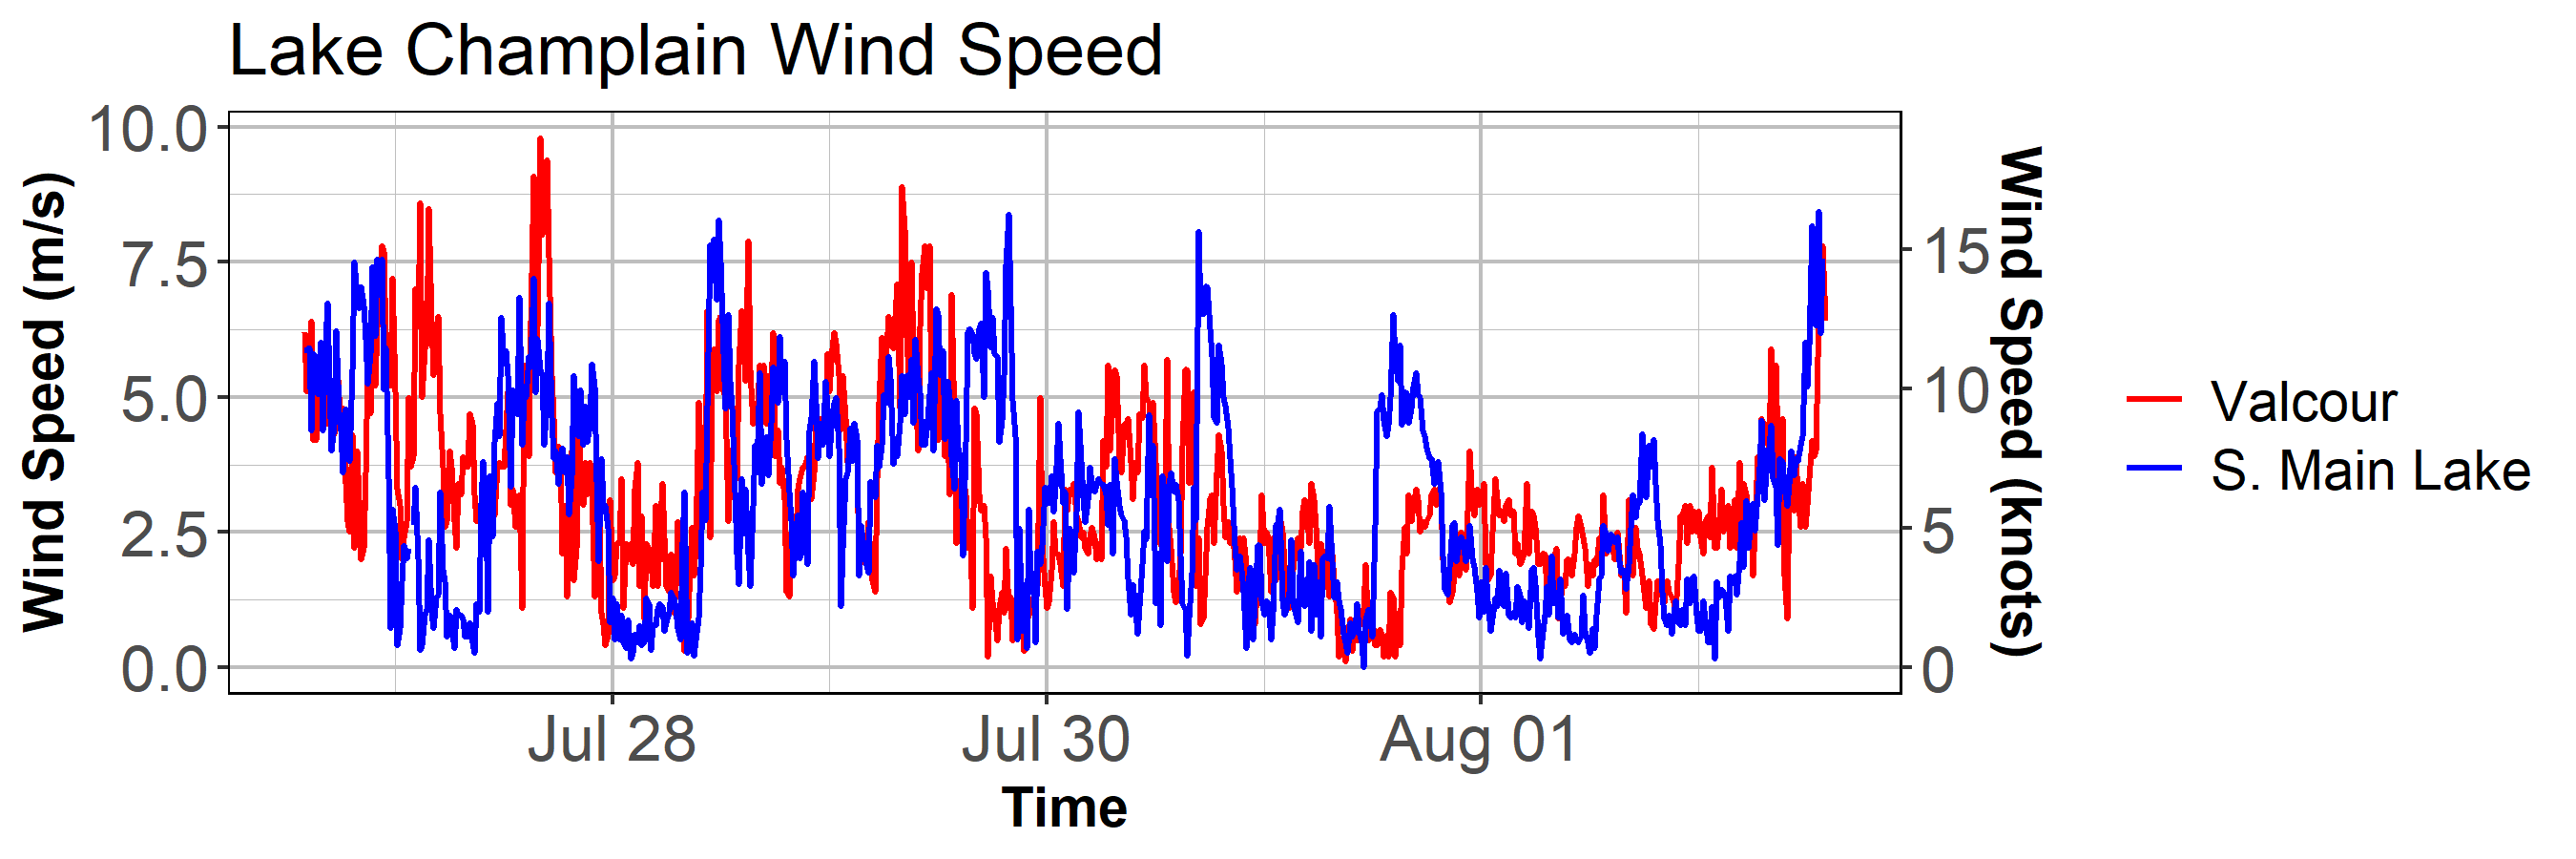 Lake Champlain Wind Speed
Wind Speed (m/s)
10.0
7.5
5.0
2.5
0.0
15
10
5
0
Wind Speed (knots)
Valcour
S. Main Lake
Jul 28
Jul 30
Aug 01
Time